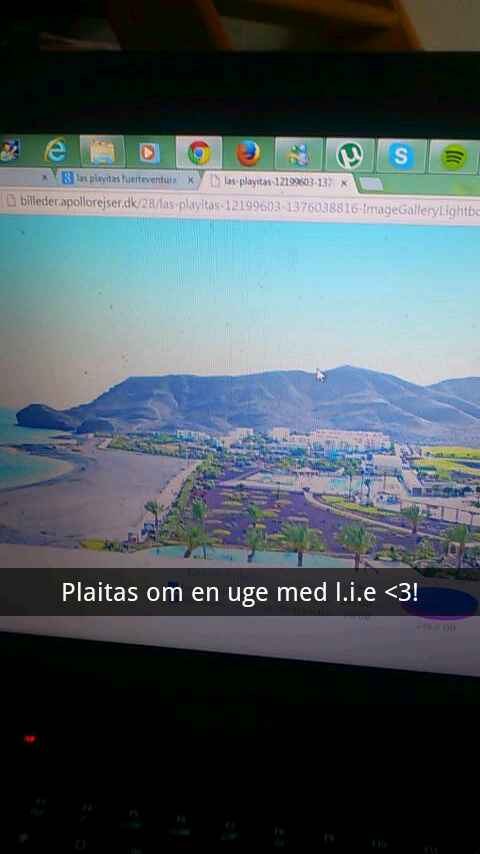 las playitas fuerteventura
las-playitas-12199603-137
billeder.apollorejser.dk/28/las-playitas-12199603-1376038816-ImageGalleryLightbo
Plaitas om en uge med l.i.e <3!